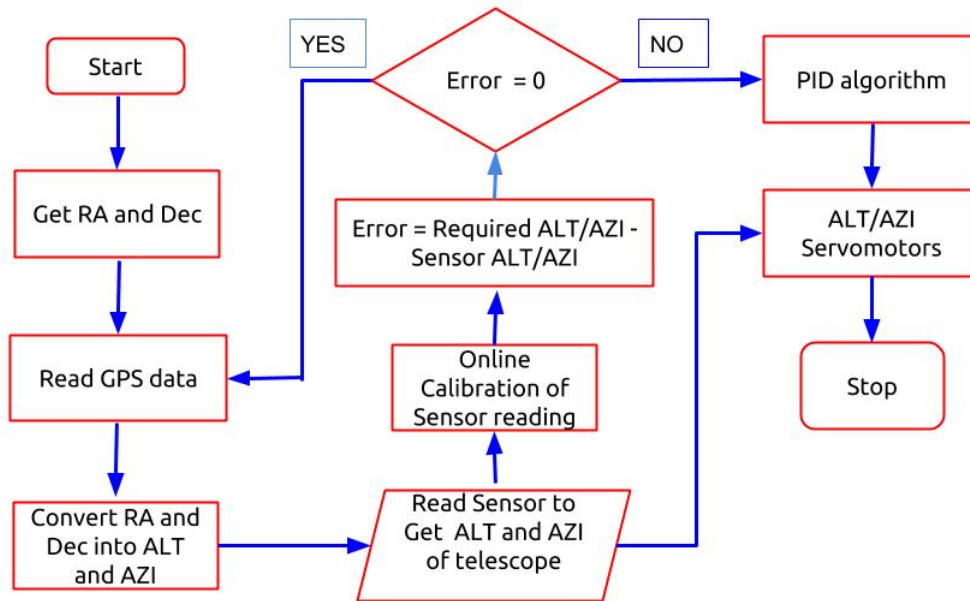 Start
YES
Error = 0
NO
PID algorithm
Get RA and Dec
Error = Required ALT/AZI -
Sensor ALT/AZI
ALT/AZI
Servomotors
Read GPS data
Online
Calibration of
Sensor reading
Stop
Convert RA and
Dec into ALT
and AZI
Read Sensor to
Get ALT and AZI
of telescope